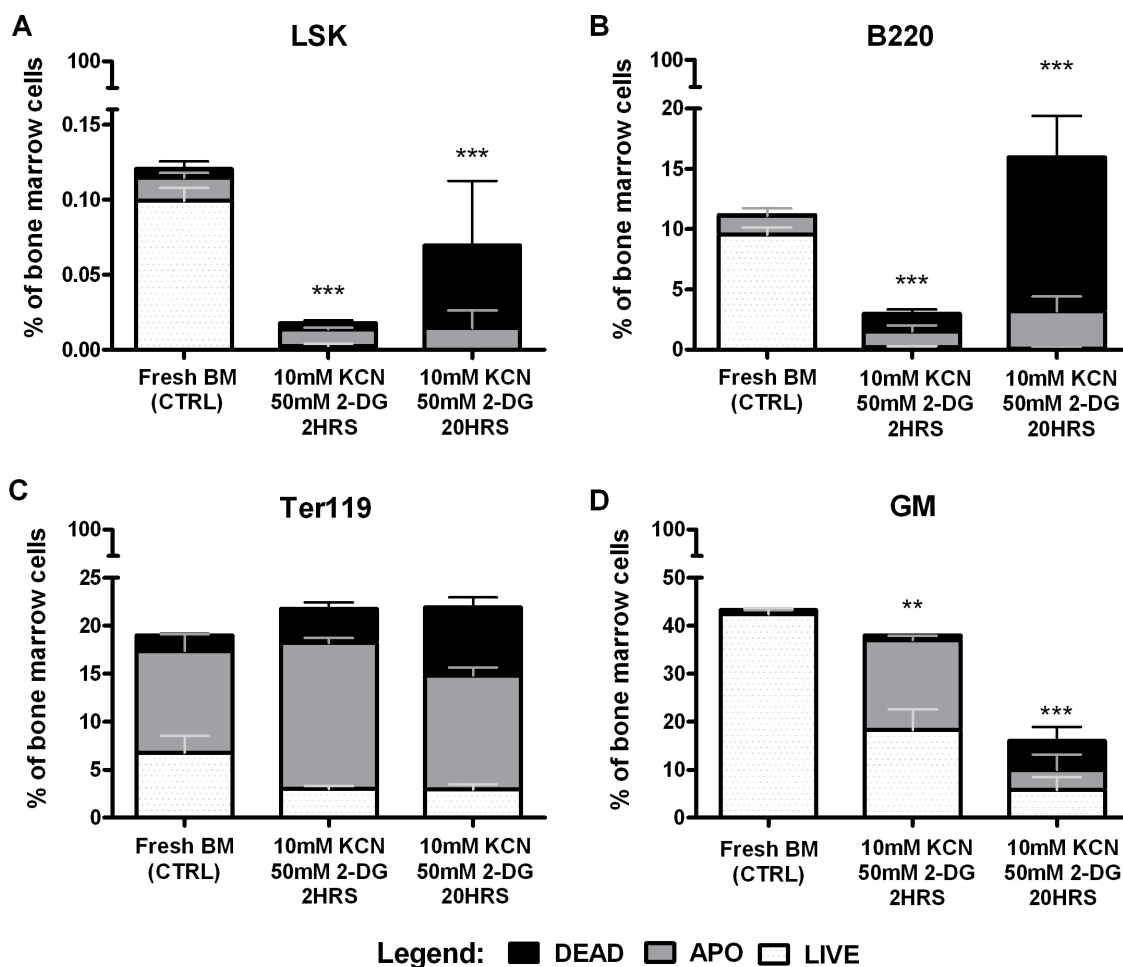 A
LSK
% of bone marrow cells
100
0.15
0.10
0.05
0.00
***
***
Fresh BM
(CTRL)
10mM KCN
50mM 2-DG
2HRS
10mM KCN
50mM 2-DG
20HRS
B
B220
% of bone marrow cells
100
20
15
10
5
0
***
***
Fresh BM
(CTRL)
10mM KCN
50mM 2-DG
2HRS
10mM KCN
50mM 2-DG
20HRS
C
Ter119
% of bone marrow cells
100
25
20
15
10
5
0
Fresh BM
(CTRL)
10mM KCN
50mM 2-DG
2HRS
10mM KCN
50mM 2-DG
20HRS
D
GM
% of bone marrow cells
100
50
40
30
20
10
0
**
***
Fresh BM
(CTRL)
10mM KCN
50mM 2-DG
2HRS
10mM KCN
50mM 2-DG
20HRS
Legend: DEAD APO LIVE